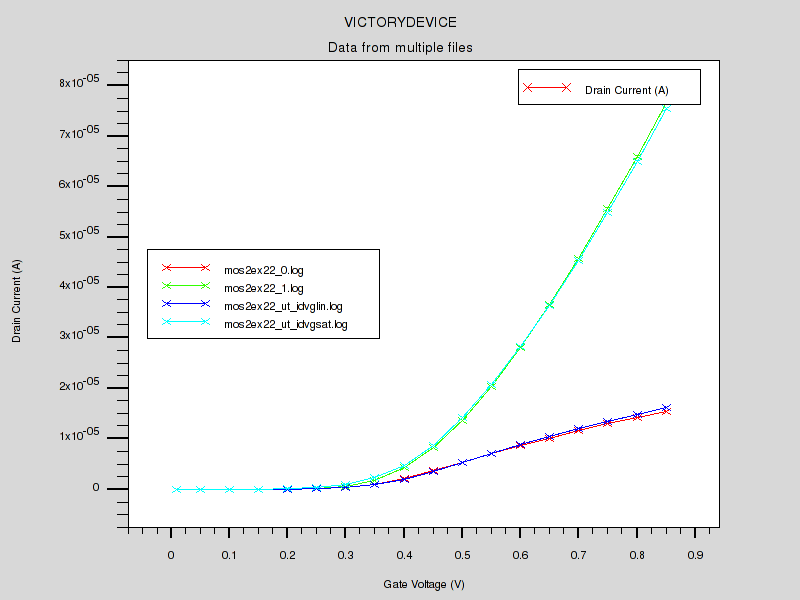 VICTORYDEVICE
Data from multiple files
Drain Current (A)
8x10-05
7x10-05
6x10-05
5x10-05
4x10-05
3x10-05
2x10-05
1x10-05
0
Drain Current (A)
mos2ex22_0.log
mos2ex22_1.log
mos2ex22_ut_idvglin.log
mos2ex22_ut_idvgsat.log
0 0.1 0.2 0.3 0.4 0.5 0.6 0.7 0.8 0.9
Gate Voltage (V)